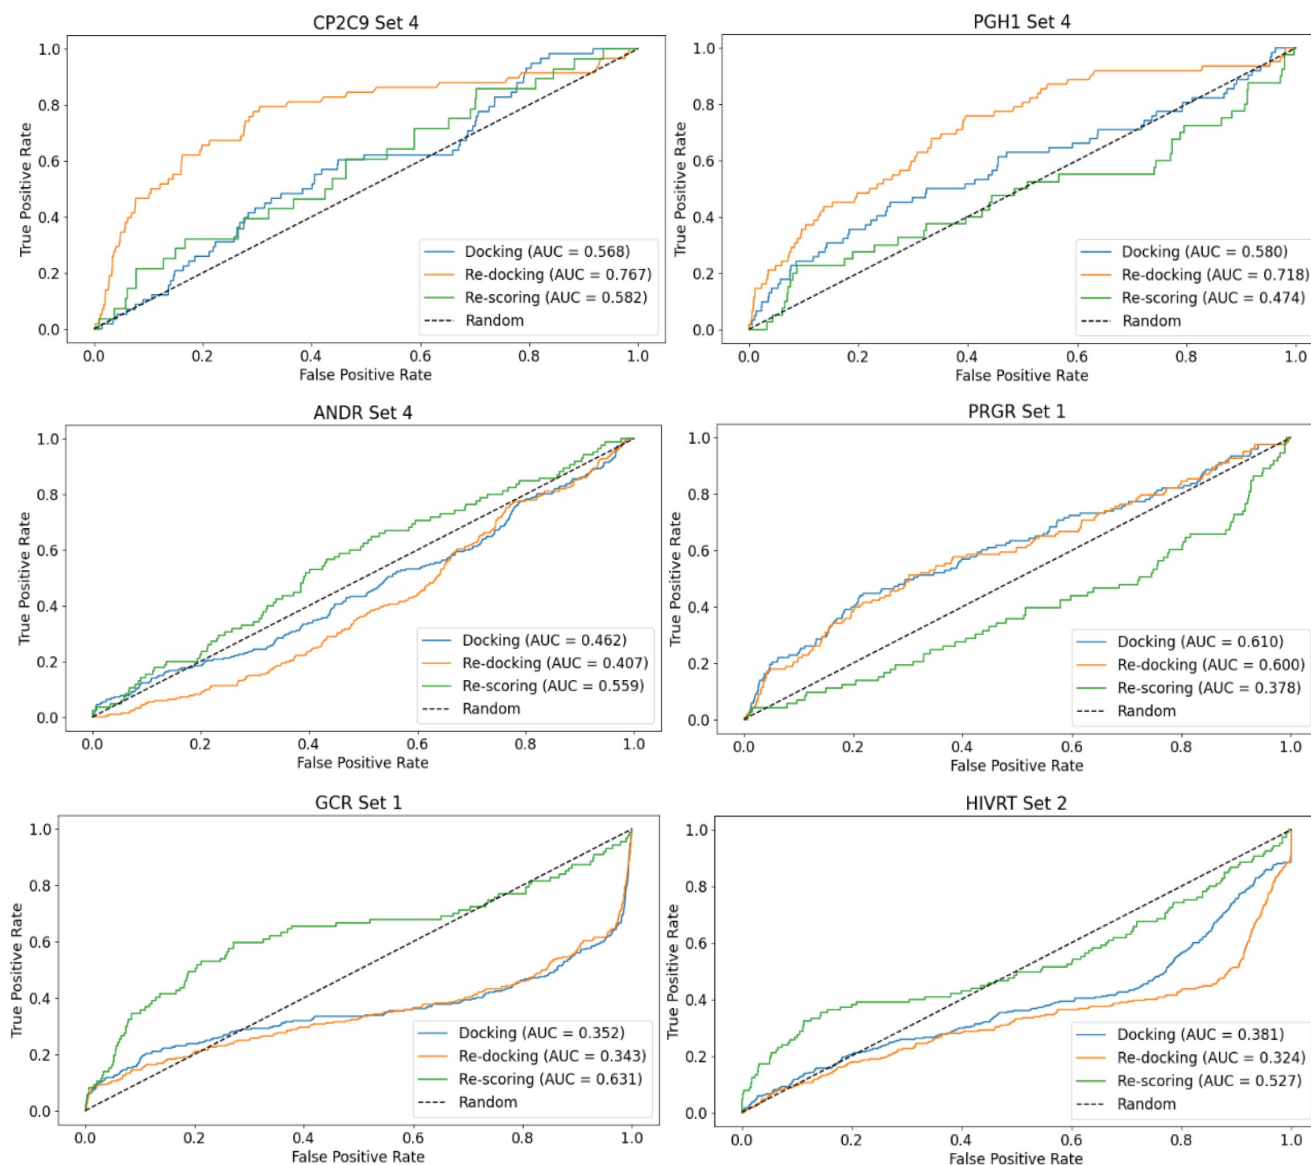 CP2C9 Set 4
True Positive Rate
1.0
0.8
0.6
0.4
0.2
0.0
Docking (AUC = 0.568)
Re-docking (AUC = 0.767)
Re-scoring (AUC = 0.582)
Random
0.0 0.2 0.4 0.6 0.8 1.0
False Positive Rate
PGH1 Set 4
True Positive Rate
1.0
0.8
0.6
0.4
0.2
0.0
Docking (AUC = 0.580)
Re-docking (AUC = 0.718)
Re-scoring (AUC = 0.474)
Random
0.0 0.2 0.4 0.6 0.8 1.0
False Positive Rate
ANDR Set 4
True Positive Rate
1.0
0.8
0.6
0.4
0.2
0.0
Docking (AUC = 0.462)
Re-docking (AUC = 0.407)
Re-scoring (AUC = 0.559)
Random
0.0 0.2 0.4 0.6 0.8 1.0
False Positive Rate
PRGR Set 1
True Positive Rate
1.0
0.8
0.6
0.4
0.2
0.0
Docking (AUC = 0.610)
Re-docking (AUC = 0.600)
Re-scoring (AUC = 0.378)
Random
0.0 0.2 0.4 0.6 0.8 1.0
False Positive Rate
GCR Set 1
True Positive Rate
1.0
0.8
0.6
0.4
0.2
0.0
Docking (AUC = 0.352)
Re-docking (AUC = 0.343)
Re-scoring (AUC = 0.631)
Random
0.0 0.2 0.4 0.6 0.8 1.0
False Positive Rate
HIVRT Set 2
True Positive Rate
1.0
0.8
0.6
0.4
0.2
0.0
Docking (AUC = 0.381)
Re-docking (AUC = 0.324)
Re-scoring (AUC = 0.527)
Random
0.0 0.2 0.4 0.6 0.8 1.0
False Positive Rate